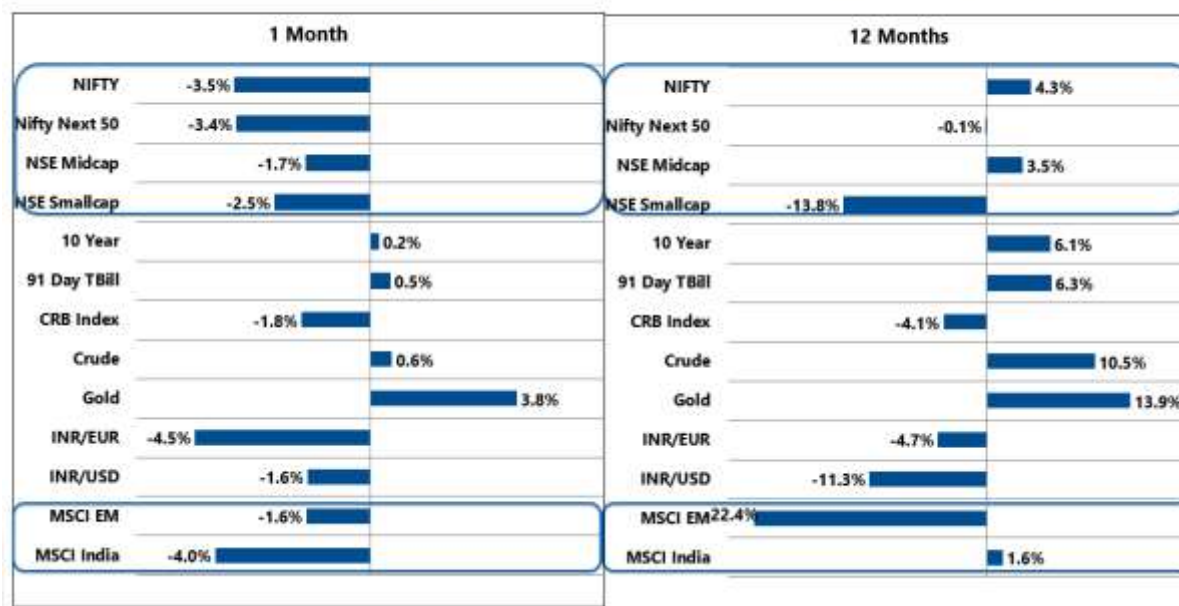 1 Month
NIFTY -3.5%
Nifty Next 50 -3.4%
NSE Midcap -1.7%
NSE Smallcap -2.5%
10 Year 0.2%
91 Day TBill 0.5%
CRB Index -1.8%
Crude 0.6%
Gold 3.8%
INR/EUR -4.5%
INR/USD -1.6%
MSCI EM -1.6%
MSCI India -4.0%
12 Months
NIFTY 4.3%
Nifty Next 50 -0.1%
NSE Midcap 3.5%
NSE Smallcap -13.8%
10 Year 6.1%
91 Day TBill 6.3%
CRB Index -4.1%
Crude 10.5%
Gold 13.9%
INR/EUR -4.7%
INR/USD -11.3%
MSCI EM 22.4%
MSCI India 1.6%